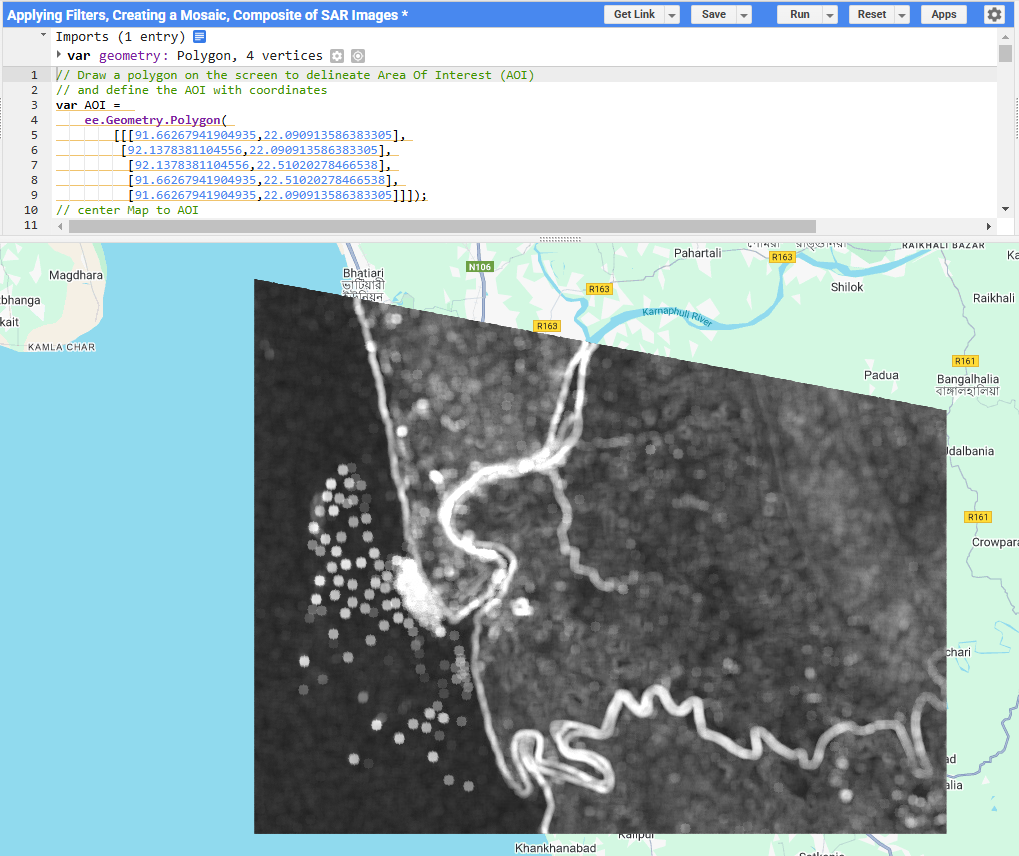 Applying Filters, Creating a Mosaic, Composite of SAR Images *
Get Link
Save
Run
Reset
Apps
Imports (1 entry)
var geometry: Polygon, 4 vertices
1 // Draw a polygon on the screen to delineate Area Of Interest (AOI)
2 // and define the AOI with coordinates
3 var AOI =
4 ee.Geometry.Polygon(
5 [[[91.66267941904935,22.090913586383305],
6 [92.1378381104556,22.090913586383305],
7 [92.1378381104556,22.51020278466538],
8 [91.66267941904935,22.51020278466538],
9 [91.66267941904935,22.090913586383305]]]);
10 // center Map to AOI
11
RAIKHALI BAZAR
Pahartali
R163
Ka
N106
Bhatiari
ভাটিয়ারী
ইউনিয়ন
Magdhara
Shilok
R163
Raikhali
bhanga
kait
Karnaphuli River
R163
KAMLA CHAR
R161
Padua
Bangalhalia
বাঙ্গালহালিয়া
Udalbania
R161
Crowpara
chari
ad
alia
Kalipur
Khankhanabad